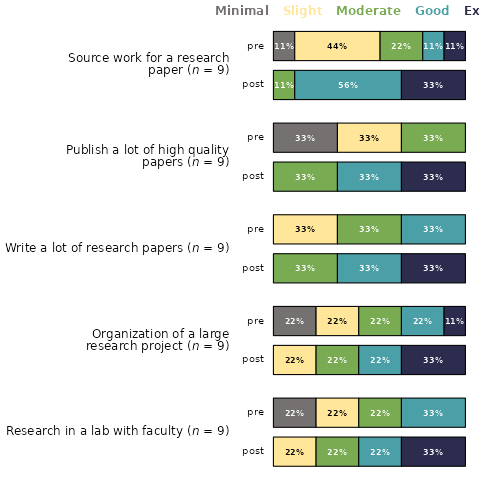 Minimal Slight Moderate Good Ex
Source work for a research
paper (n = 9)
pre 11% 44% 22% 11% 11%
post 11% 56% 33%
Publish a lot of high quality
papers (n = 9)
pre 33% 33% 33%
post 33% 33% 33%
Write a lot of research papers (n = 9)
pre 33% 33% 33%
post 33% 33% 33%
Organization of a large
research project (n = 9)
pre 22% 22% 22% 22% 11%
post 22% 22% 22% 33%
Research in a lab with faculty (n = 9)
pre 22% 22% 22% 33%
post 22% 22% 22% 33%